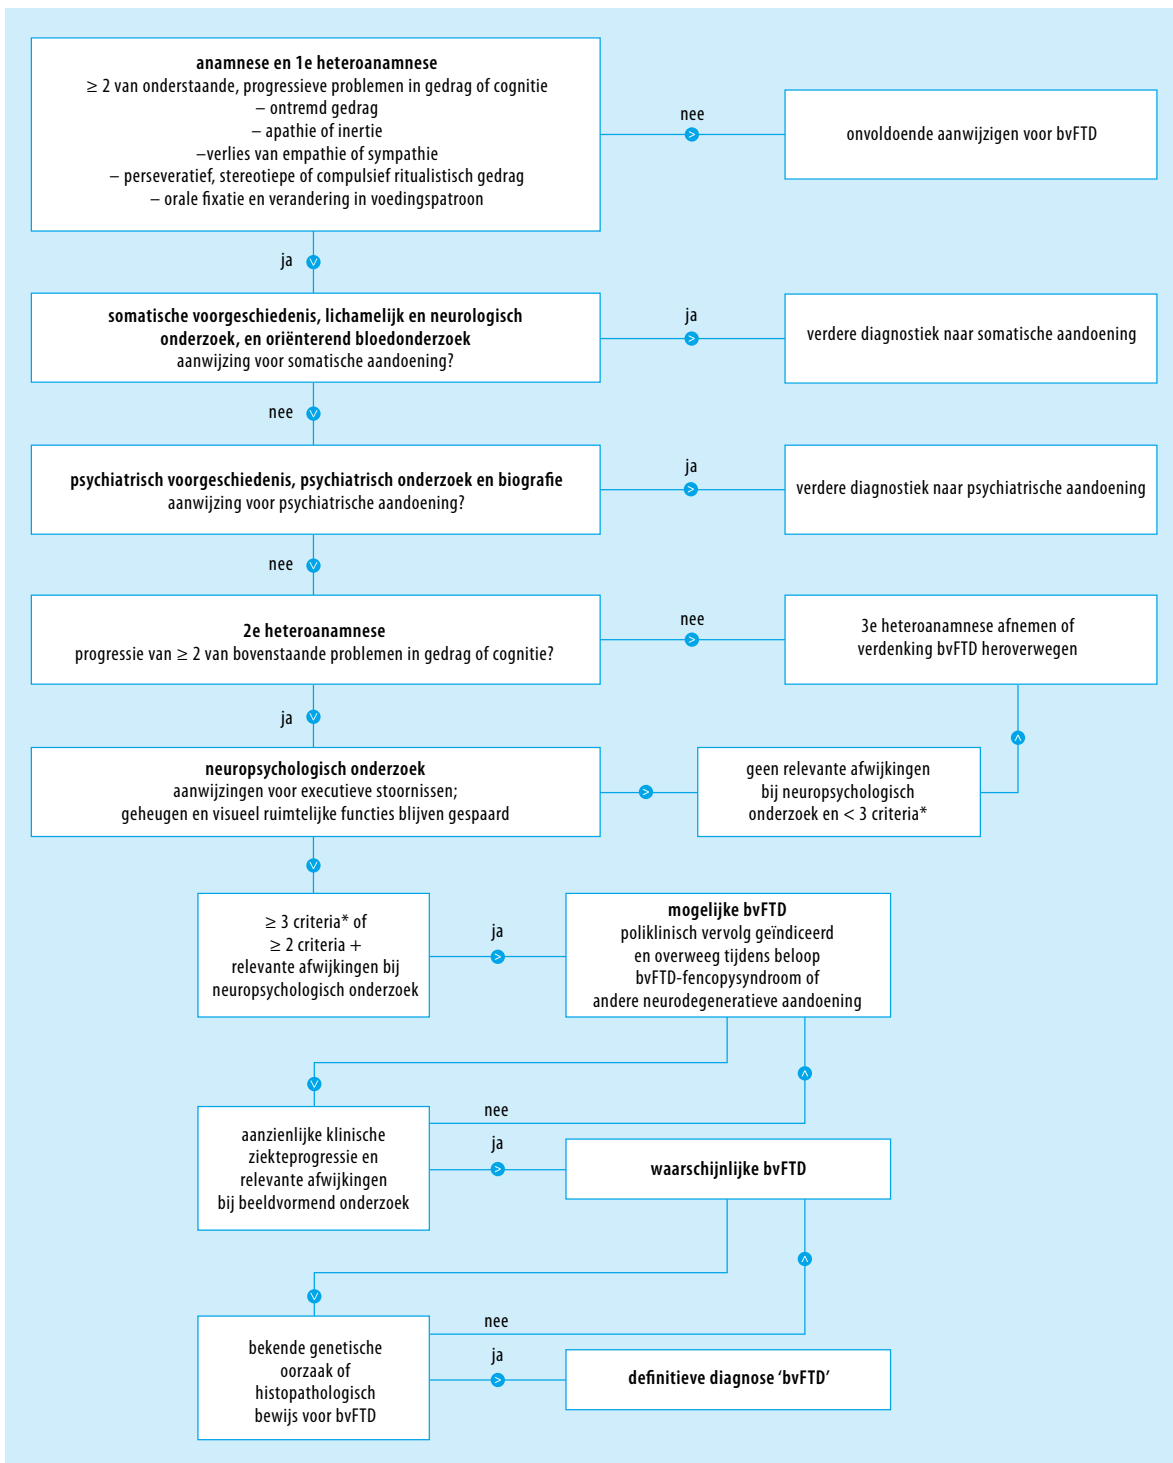 anamnese en 1e heteroanamnese
≥ 2 van onderstaande, progressieve problemen in gedrag of cognitie
– ontremd gedrag
– apathie of inertie
–verlies van empathie of sympathie
– perseveratief, stereotiepe of compulsief ritualistisch gedrag
– orale fixatie en verandering in voedingspatroon
nee
onvoldoende aanwijzigen voor bvFTD
ja
somatische voorgeschiedenis, lichamelijk en neurologisch
onderzoek, en oriënterend bloedonderzoek
aanwijzing voor somatische aandoening?
ja
verdere diagnostiek naar somatische aandoening
nee
psychiatrisch voorgeschiedenis, psychiatrisch onderzoek en biografie
aanwijzing voor psychiatrische aandoening?
ja
verdere diagnostiek naar psychiatrische aandoening
nee
2e heteroanamnese
progressie van ≥ 2 van bovenstaande problemen in gedrag of cognitie?
nee
3e heteroanamnese afnemen of
verdenking bvFTD heroverwegen
ja
neuropsychologisch onderzoek
aanwijzingen voor executieve stoornissen;
geheugen en visueel ruimtelijke functies blijven gespaard
geen relevante afwijkingen
bij neuropsychologisch
onderzoek en < 3 criteria*
≥ 3 criteria* of
≥ 2 criteria +
relevante afwijkingen bij
neuropsychologisch onderzoek
ja
mogelijke bvFTD
poliklinisch vervolg geïndiceerd
en overweeg tijdens beloop
bvFTD-fencopysyndroom of
andere neurodegeneratieve aandoening
aanzienlijke klinische
ziekteprogressie en
relevante afwijkingen
bij beeldvormend onderzoek
nee
ja
waarschijnlijke bvFTD
bekende genetische
oorzaak of
histopathologisch
bewijs voor bvFTD
nee
ja
definitieve diagnose ‘bvFTD’